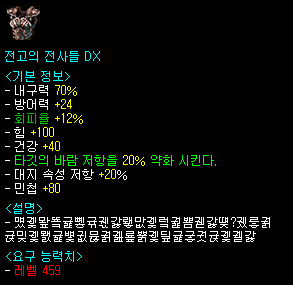 전고의 전사들 DX
<기본 정보>
- 내구력 70%
- 방어력 +24
- 회피율 +12%
- 힘 +100
- 건강 +40
- 타깃의 바람 저항을 20% 약화 시킨다.
- 대지 속성 저항 +20%
- 민첩 +80
<설명>
<요구 능력치>
- 레벨 459